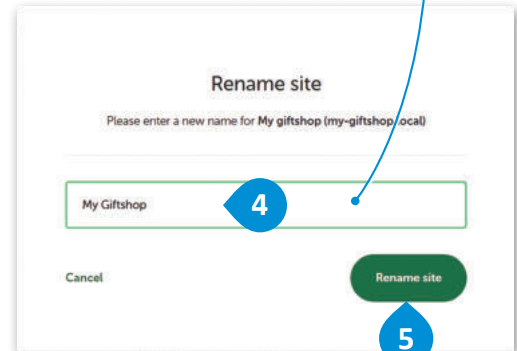 Rename site
Please enter a new name for My giftshop (my-giftshop.local)
My Giftshop
4
Cancel
Rename site
5